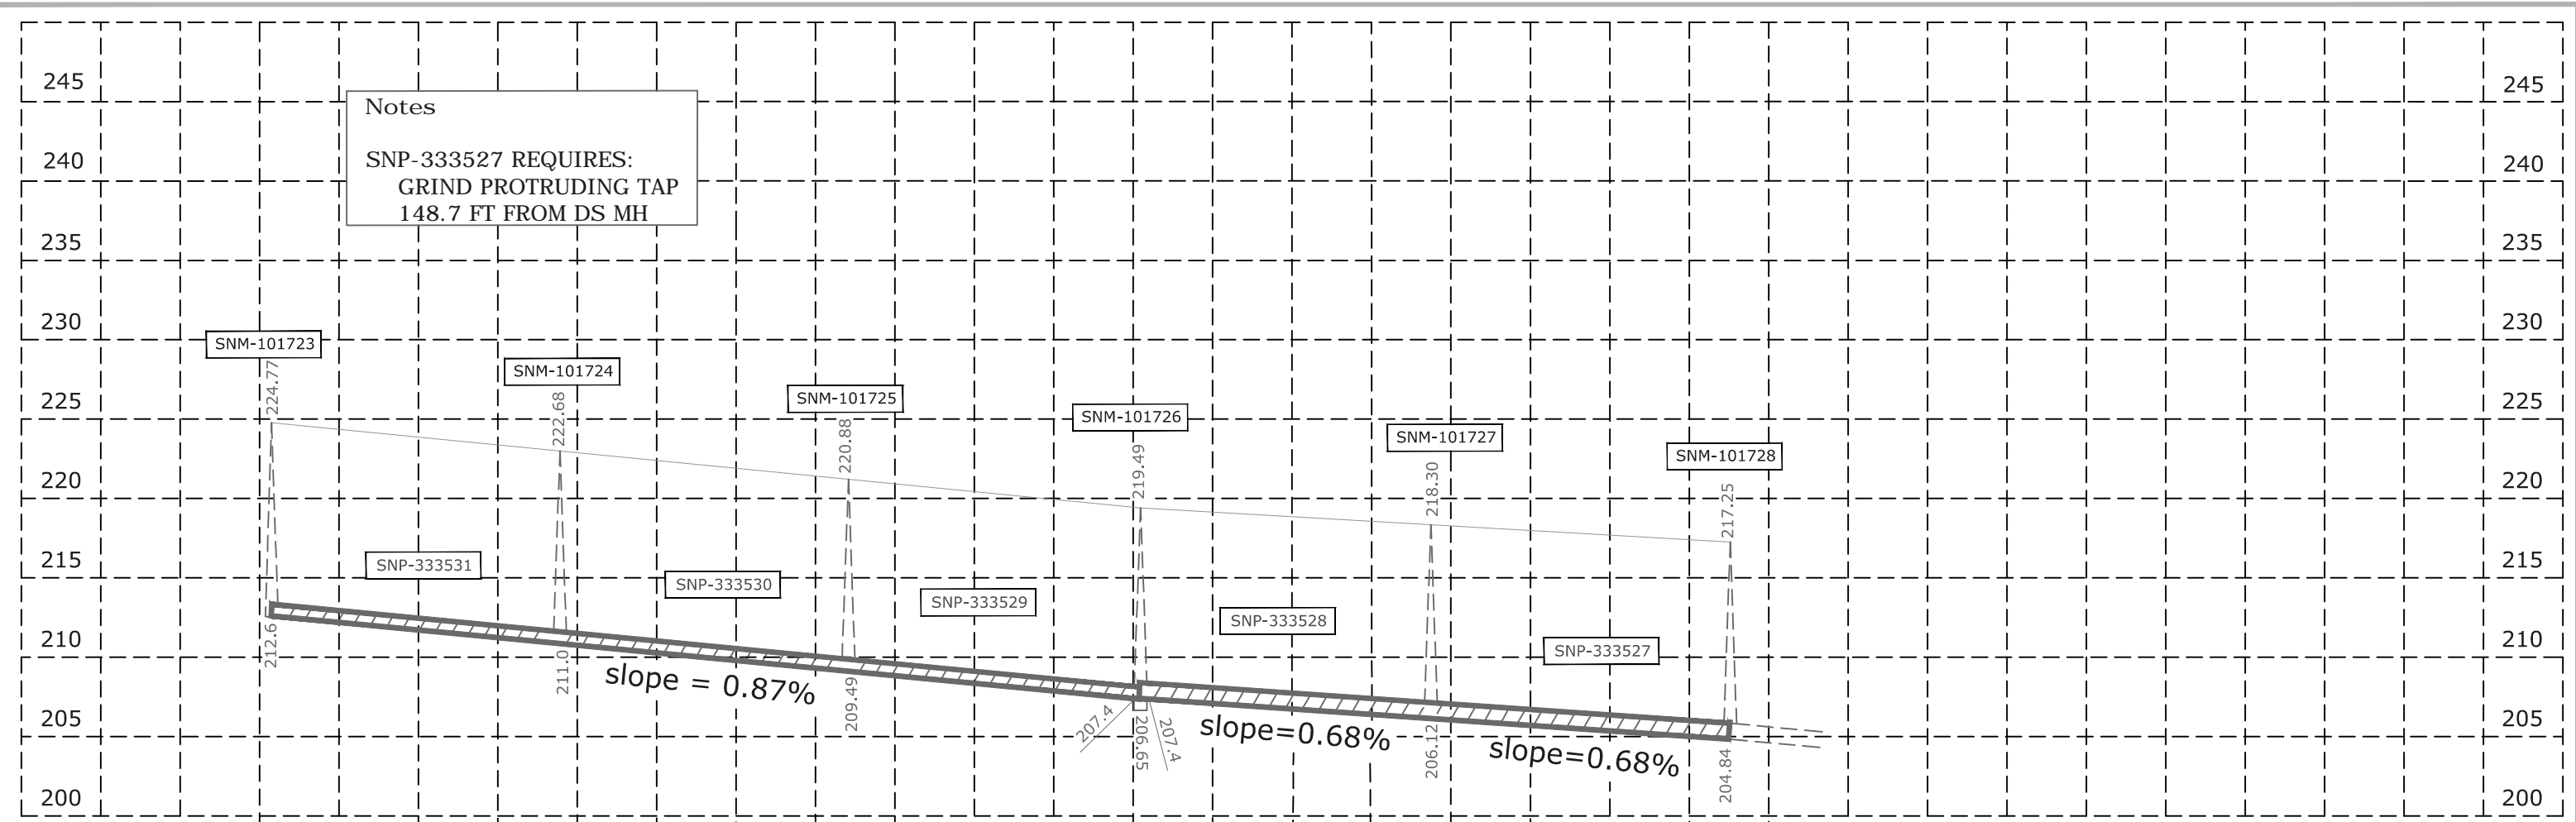 245
245
Notes
SNP-333527 REQUIRES:
GRIND PROTRUDING TAP
148.7 FT FROM DS MH
240
240
235
235
230
230
SNM-101723
SNM-101724
SNM-101725
SNM-101726
SNM-101727
SNM-101728
224.77
222.68
220.88
219.49
218.30
217.25
225
225
220
220
215
215
SNP-333531
SNP-333530
SNP-333529
SNP-333528
SNP-333527
210
210
212.6
211.0
209.49
207.4
206.65
207.4
206.12
204.84
slope = 0.87%
slope=0.68%
slope=0.68%
205
205
200
200